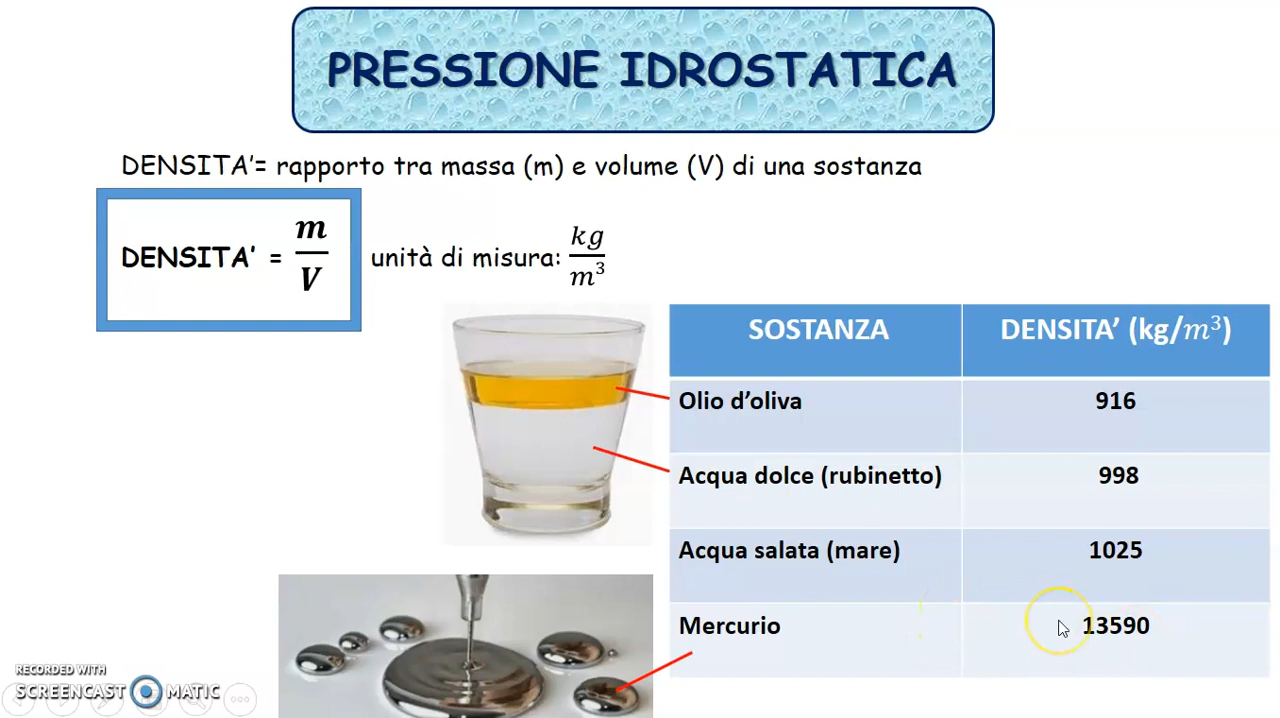 PRESSIONE IDROSTATICA
DENSITA'= rapporto tra massa (m) e volume (V) di una sostanza
DENSITA' = m/V unità di misura: kg/m³
SOSTANZA DENSITA' (kg/m³)
Olio d'oliva 916
Acqua dolce (rubinetto) 998
Acqua salata (mare) 1025
Mercurio 13590
RECORDED WITH
SCREENCAST MATIC